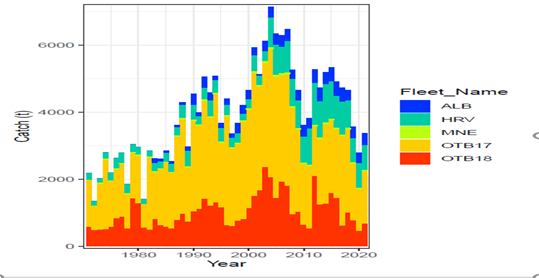 6000
4000
2000
0
Catch (t)
1980
1990
2000
2010
2020
Year
Fleet_Name
ALB
HRV
MNE
OTB17
OTB18